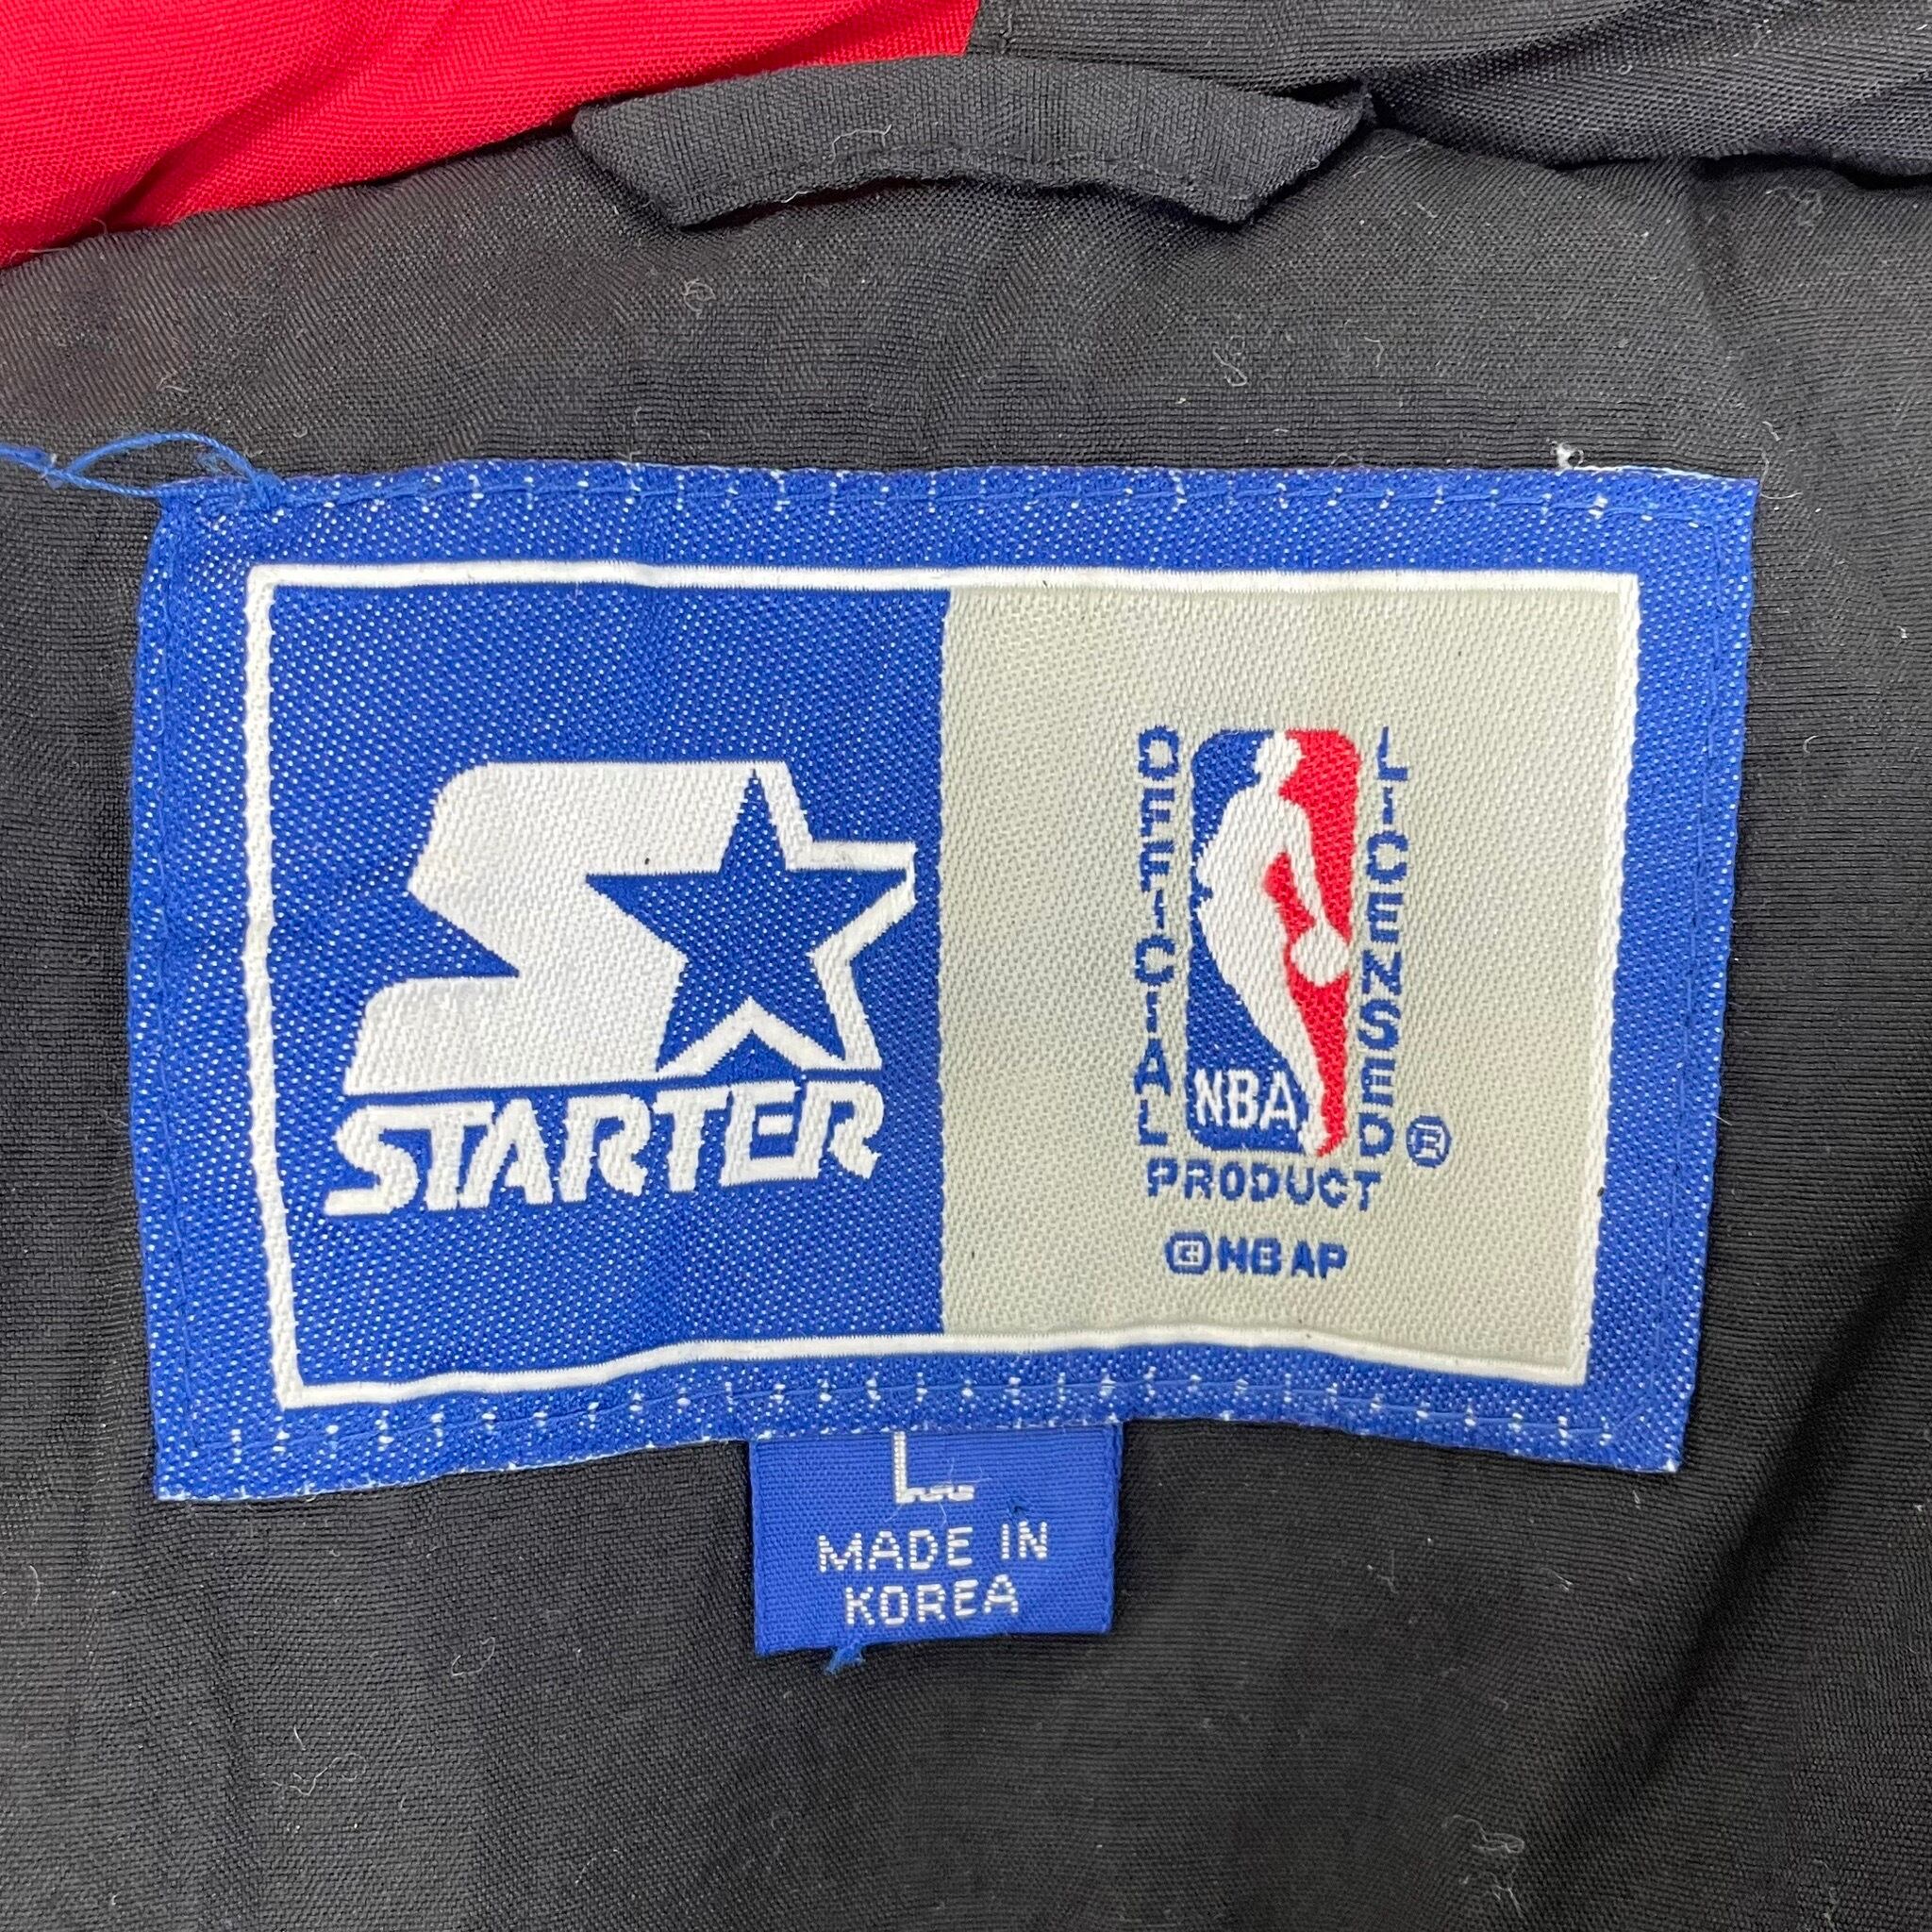 STARTER
OFFICIAL
NBA
LICENSED
PRODUCT ®
© NBAP
L
MADE IN
KOREA